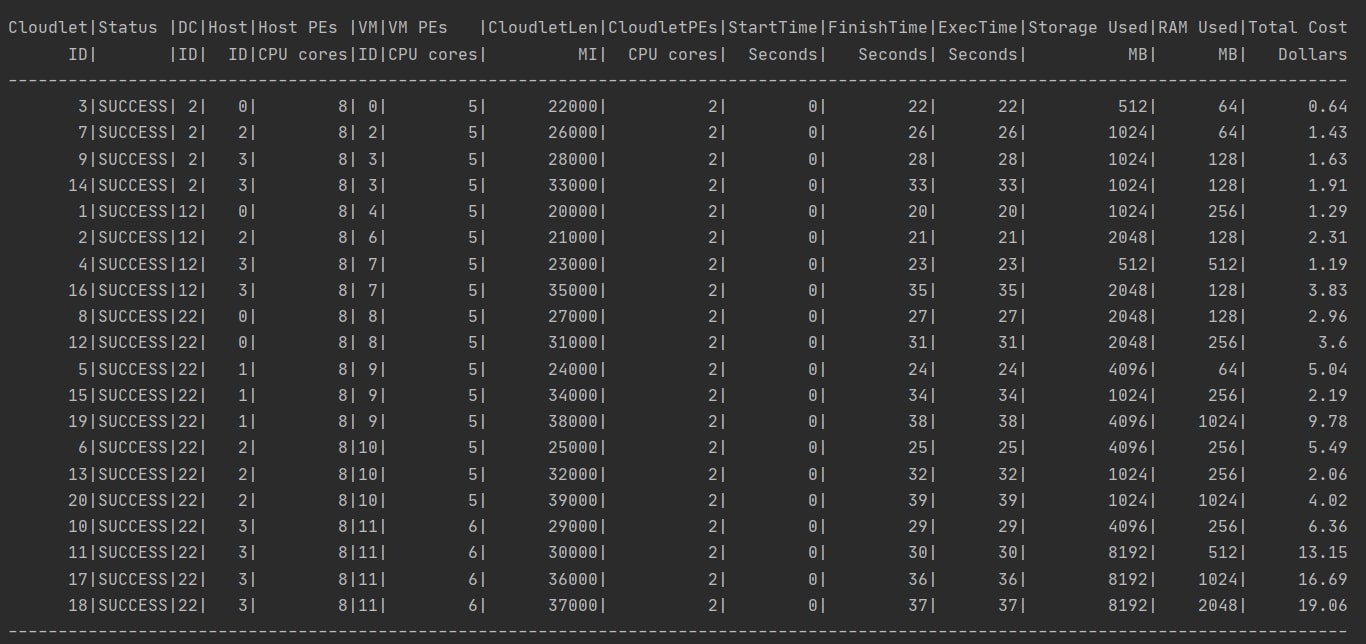 Cloudlet|Status |DC|Host|Host PEs |VM|VM PEs   |CloudletLen|CloudletPEs|StartTime|FinishTime|ExecTime|Storage Used|RAM Used|Total Cost
      ID|       |ID|  ID|CPU cores|ID|CPU cores|         MI|  CPU cores|  Seconds|   Seconds| Seconds|          MB|      MB|   Dollars
--------------------------------------------------------------------------------------------------------------------------------------
       3|SUCCESS| 2|   0|        8| 0|        5|      22000|          2|        0|        22|      22|         512|      64|      0.64
       7|SUCCESS| 2|   2|        8| 2|        5|      26000|          2|        0|        26|      26|        1024|      64|      1.43
       9|SUCCESS| 2|   3|        8| 3|        5|      28000|          2|        0|        28|      28|        1024|     128|      1.63
      14|SUCCESS| 2|   3|        8| 3|        5|      33000|          2|        0|        33|      33|        1024|     128|      1.91
       1|SUCCESS|12|   0|        8| 4|        5|      20000|          2|        0|        20|      20|        1024|     256|      1.29
       2|SUCCESS|12|   2|        8| 6|        5|      21000|          2|        0|        21|      21|        2048|     128|      2.31
       4|SUCCESS|12|   3|        8| 7|        5|      23000|          2|        0|        23|      23|         512|     512|      1.19
      16|SUCCESS|12|   3|        8| 7|        5|      35000|          2|        0|        35|      35|        2048|     128|      3.83
       8|SUCCESS|22|   0|        8| 8|        5|      27000|          2|        0|        27|      27|        2048|     128|      2.96
      12|SUCCESS|22|   0|        8| 8|        5|      31000|          2|        0|        31|      31|        2048|     256|       3.6
       5|SUCCESS|22|   1|        8| 9|        5|      24000|          2|        0|        24|      24|        4096|      64|      5.04
      15|SUCCESS|22|   1|        8| 9|        5|      34000|          2|        0|        34|      34|        1024|     256|      2.19
      19|SUCCESS|22|   1|        8| 9|        5|      38000|          2|        0|        38|      38|        4096|    1024|      9.78
       6|SUCCESS|22|   2|        8|10|        5|      25000|          2|        0|        25|      25|        4096|     256|      5.49
      13|SUCCESS|22|   2|        8|10|        5|      32000|          2|        0|        32|      32|        1024|     256|      2.06
      20|SUCCESS|22|   2|        8|10|        5|      39000|          2|        0|        39|      39|        1024|    1024|      4.02
      10|SUCCESS|22|   3|        8|11|        6|      29000|          2|        0|        29|      29|        4096|     256|      6.36
      11|SUCCESS|22|   3|        8|11|        6|      30000|          2|        0|        30|      30|        8192|     512|     13.15
      17|SUCCESS|22|   3|        8|11|        6|      36000|          2|        0|        36|      36|        8192|    1024|     16.69
      18|SUCCESS|22|   3|        8|11|        6|      37000|          2|        0|        37|      37|        8192|    2048|     19.06
--------------------------------------------------------------------------------------------------------------------------------------